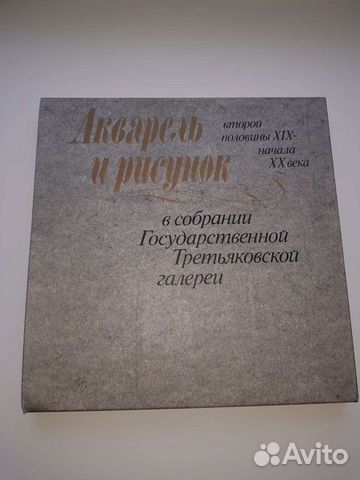 Акварель
и рисунок
второй
половины XIX-
начала
XX века
в собрании
Государственной
Третьяковской
галереи
Avito